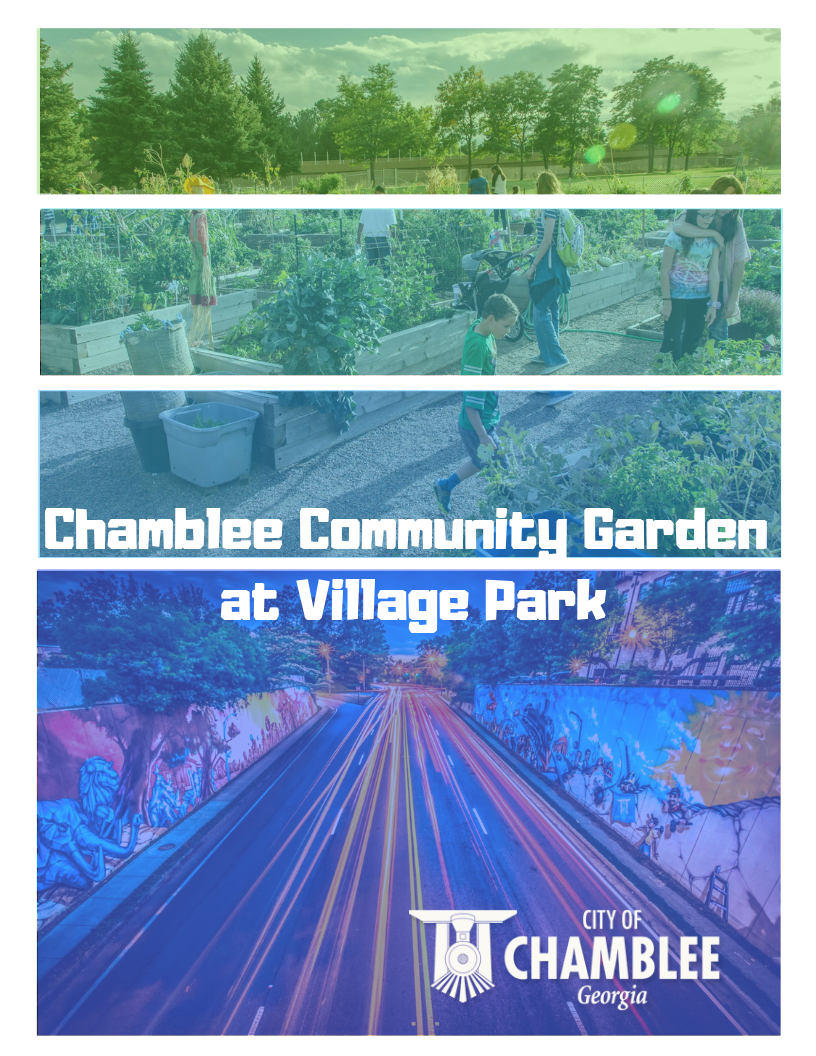 Chamblee Community Garden
at Village Park
CITY OF
CHAMBLEE
Georgia